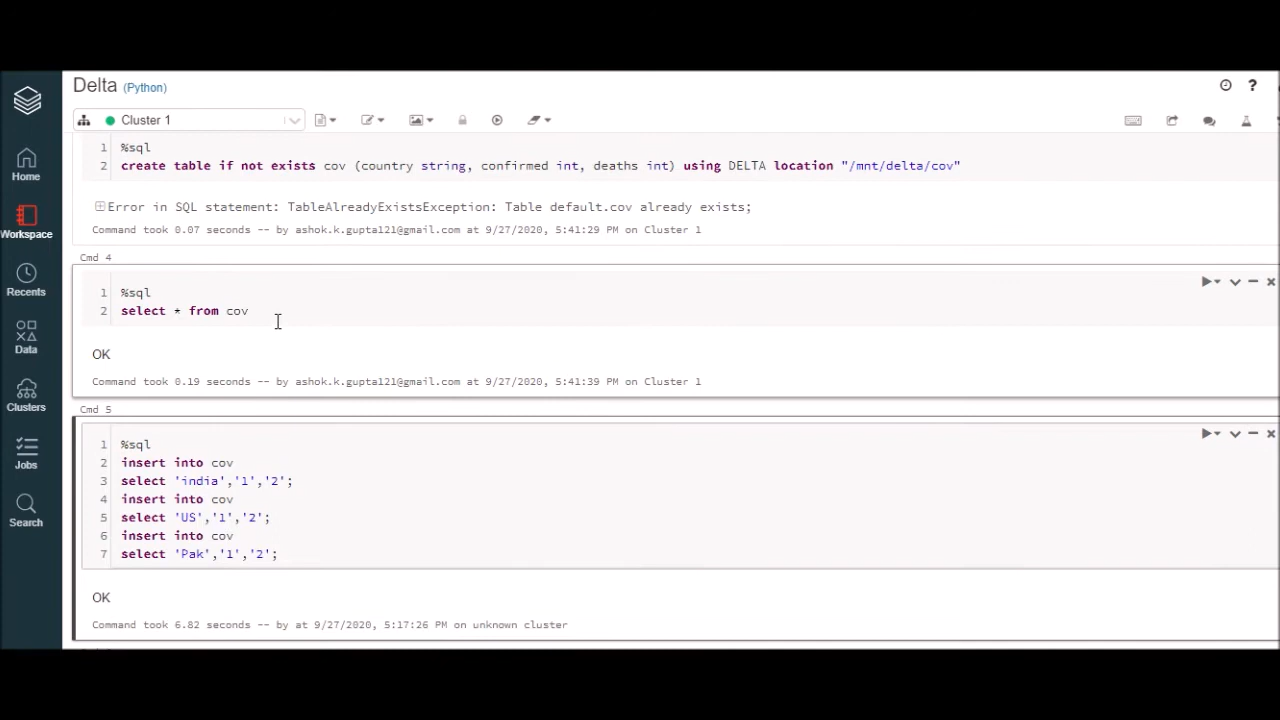 Delta (Python)
?
Cluster 1
Home
Workspace
Recents
Data
Clusters
Jobs
Search
1 %sql
2 create table if not exists cov (country string, confirmed int, deaths int) using DELTA location "/mnt/delta/cov"
Error in SQL statement: TableAlreadyExistsException: Table default.cov already exists;
Command took 0.07 seconds -- by ashok.k.gupta121@gmail.com at 9/27/2020, 5:41:29 PM on Cluster 1
Cmd 4
1 %sql
2 select * from cov
OK
Command took 0.19 seconds -- by ashok.k.gupta121@gmail.com at 9/27/2020, 5:41:39 PM on Cluster 1
Cmd 5
1 %sql
2 insert into cov
3 select 'india','1','2';
4 insert into cov
5 select 'US','1','2';
6 insert into cov
7 select 'Pak','1','2';
OK
Command took 6.82 seconds -- by at 9/27/2020, 5:17:26 PM on unknown cluster